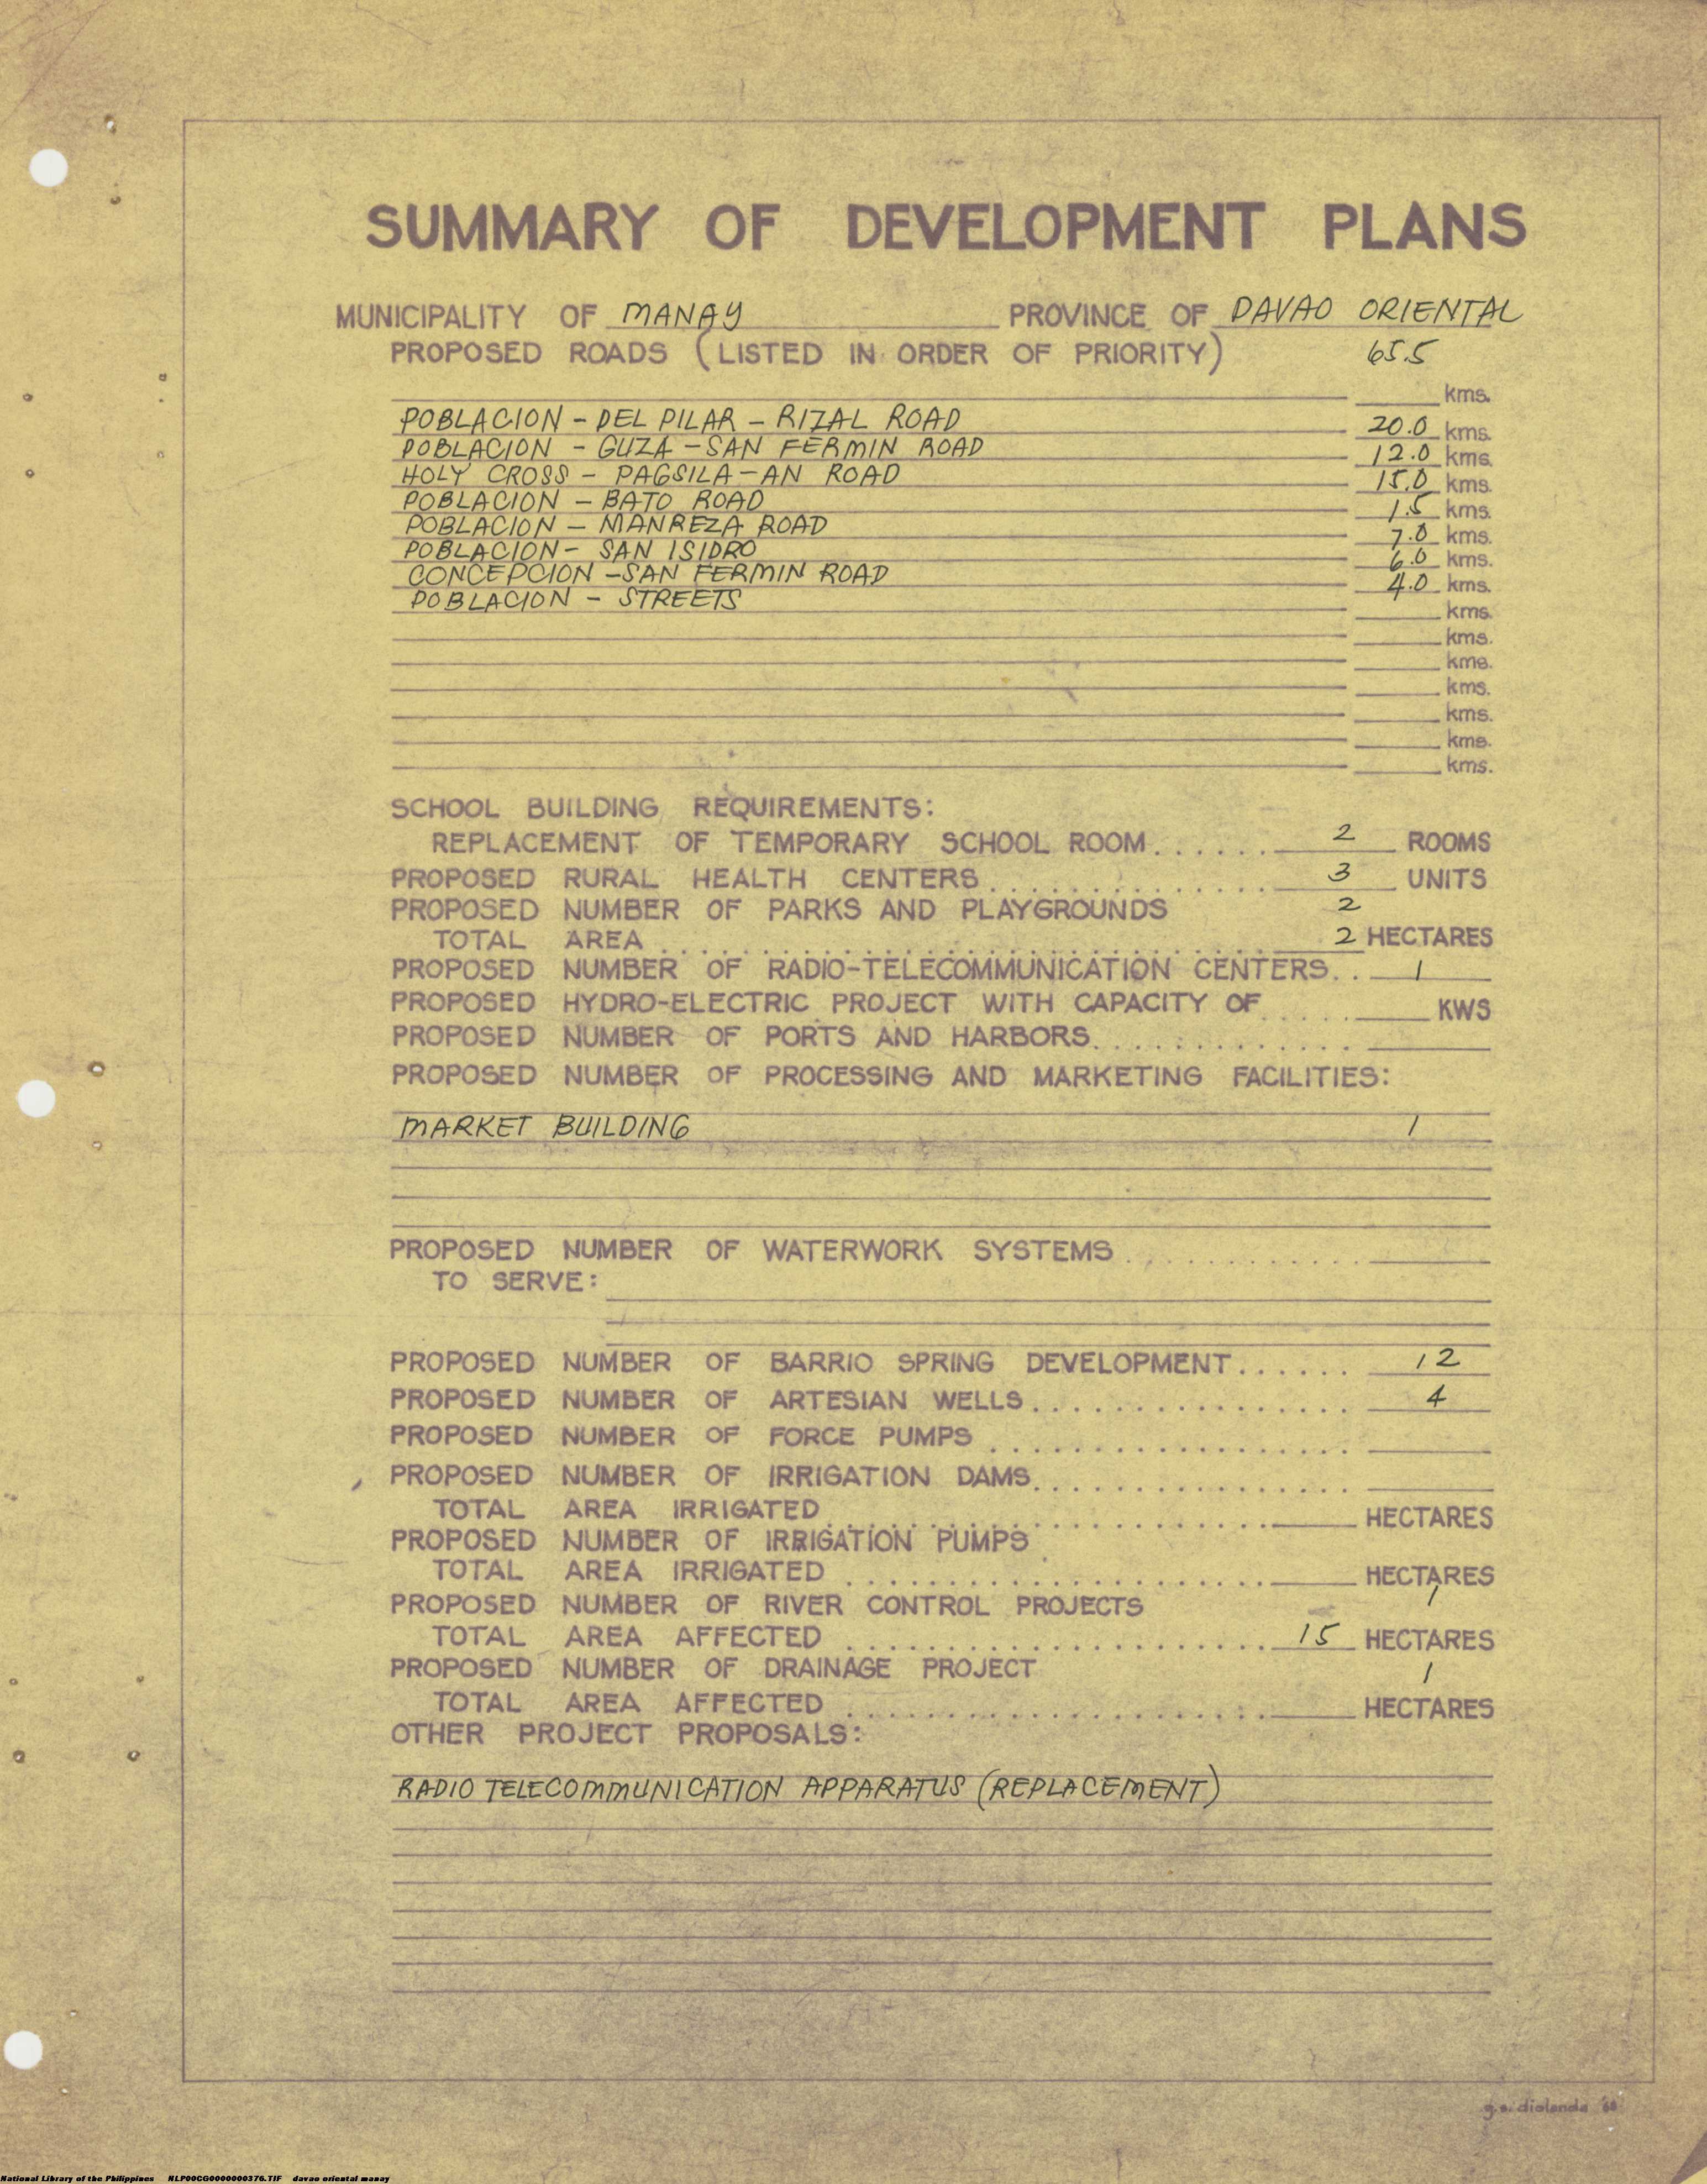 SUMMARY OF DEVELOPMENT PLANS
MUNICIPALITY OF MANAY PROVINCE OF DAVAO ORIENTAL
PROPOSED ROADS (LISTED IN ORDER OF PRIORITY) 65.5
kms.
POBLACION - DEL PILAR - RIZAL ROAD 20.0 kms.
POBLACION - GUZA - SAN FERMIN ROAD 12.0 kms.
HOLY CROSS - PAGSILA-AN ROAD 15.0 kms.
POBLACION - BATO ROAD 1.5 kms.
POBLACION - MANREZA ROAD 7.0 kms.
POBLACION - SAN ISIDRO 6.0 kms.
CONCEPCION - SAN FERMIN ROAD 4.0 kms.
POBLACION - STREETS kms.
kms.
kms.
kms.
kms.
kms.
kms.
SCHOOL BUILDING REQUIREMENTS:
REPLACEMENT OF TEMPORARY SCHOOL ROOM....... 2 ROOMS
PROPOSED RURAL HEALTH CENTERS............... 3 UNITS
PROPOSED NUMBER OF PARKS AND PLAYGROUNDS 2
TOTAL AREA .............................. 2 HECTARES
PROPOSED NUMBER OF RADIO-TELECOMMUNICATION CENTERS.. 1
PROPOSED HYDRO-ELECTRIC PROJECT WITH CAPACITY OF..... KWS
PROPOSED NUMBER OF PORTS AND HARBORS.............
PROPOSED NUMBER OF PROCESSING AND MARKETING FACILITIES:
MARKET BUILDING 1
PROPOSED NUMBER OF WATERWORK SYSTEMS ............
TO SERVE:
PROPOSED NUMBER OF BARRIO SPRING DEVELOPMENT...... 12
PROPOSED NUMBER OF ARTESIAN WELLS................. 4
PROPOSED NUMBER OF FORCE PUMPS ...................
PROPOSED NUMBER OF IRRIGATION DAMS.................
TOTAL AREA IRRIGATED....................... HECTARES
PROPOSED NUMBER OF IRRIGATION PUMPS
TOTAL AREA IRRIGATED ...................... HECTARES
PROPOSED NUMBER OF RIVER CONTROL PROJECTS 1
TOTAL AREA AFFECTED ...................... 15 HECTARES
PROPOSED NUMBER OF DRAINAGE PROJECT 1
TOTAL AREA AFFECTED ...................... HECTARES
OTHER PROJECT PROPOSALS:
RADIO TELECOMMUNICATION APPARATUS (REPLACEMENT)
g.s. diolanda '68
National Library of the Philippines NLP00CG0000000376.TIF davao oriental manay